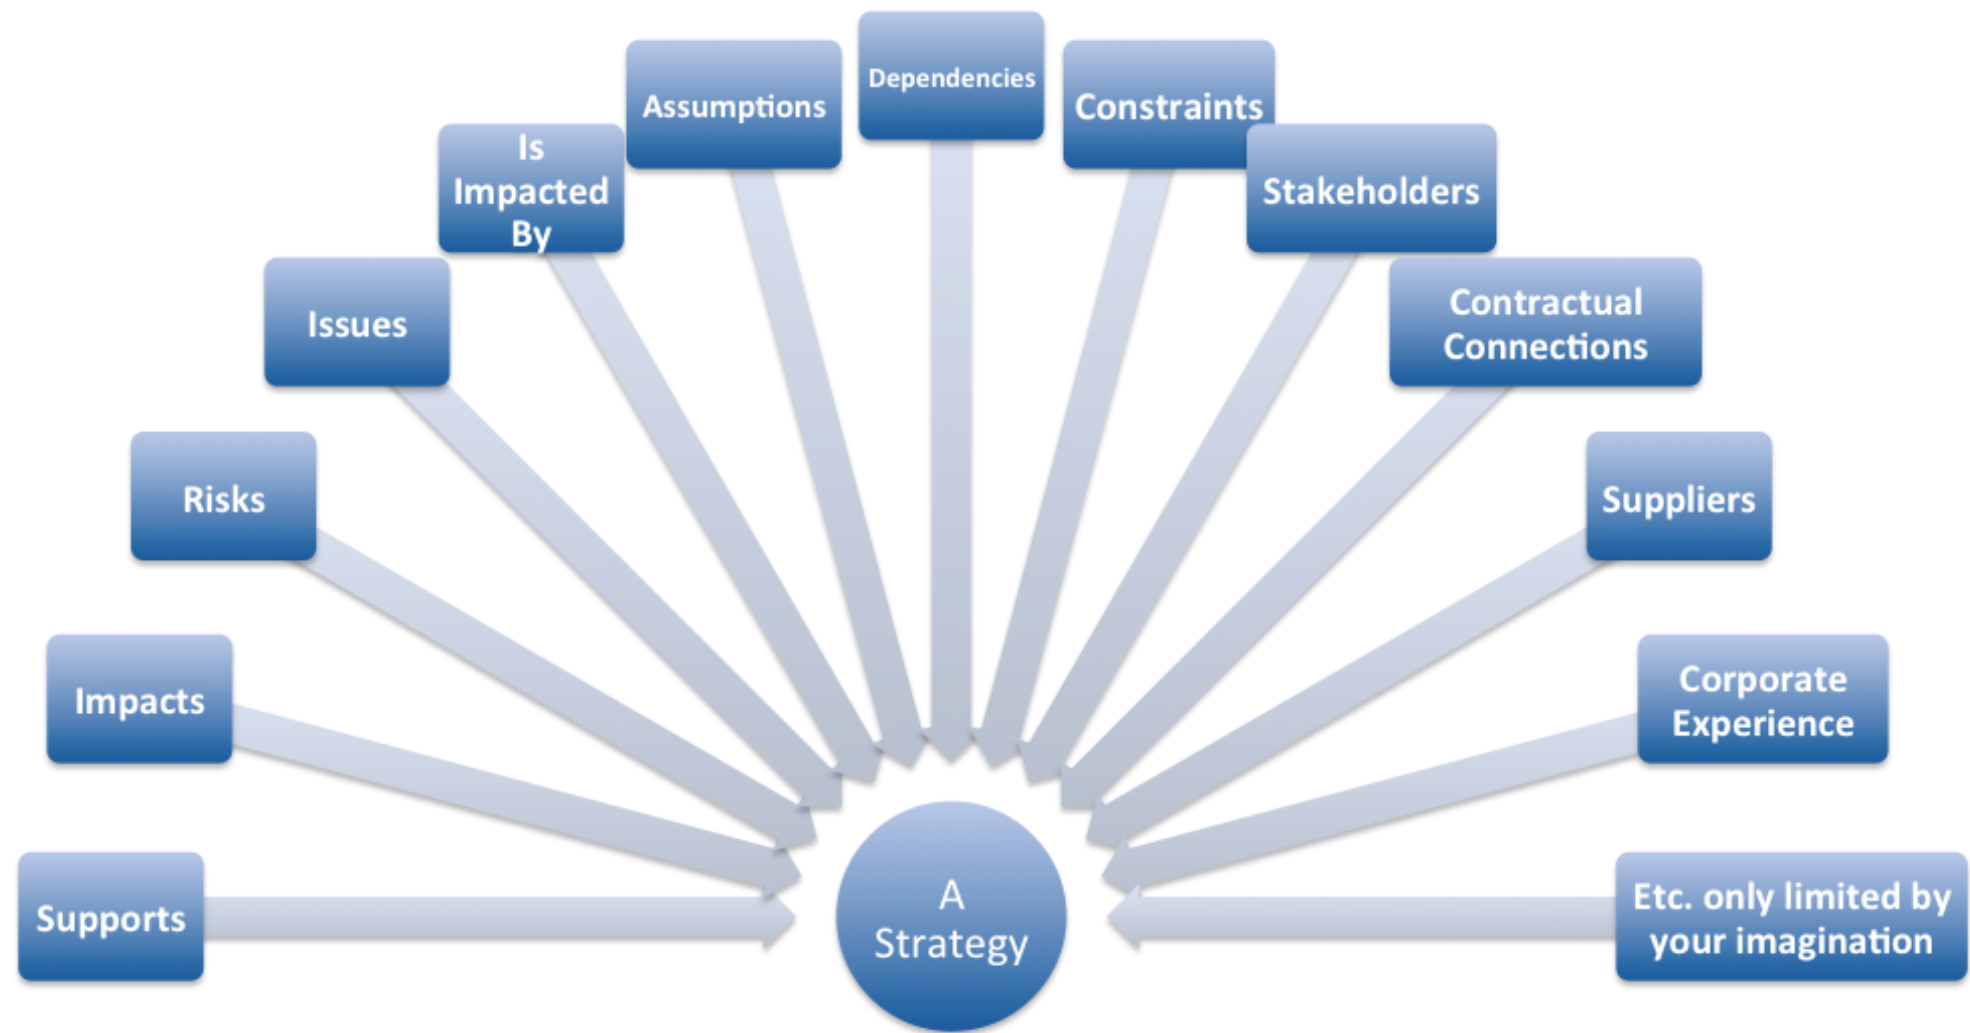 Dependencies
Assumptions
Constraints
Is
Impacted
By
Stakeholders
Issues
Contractual
Connections
Risks
Suppliers
Impacts
Corporate
Experience
Supports
A
Strategy
Etc. only limited by
your imagination